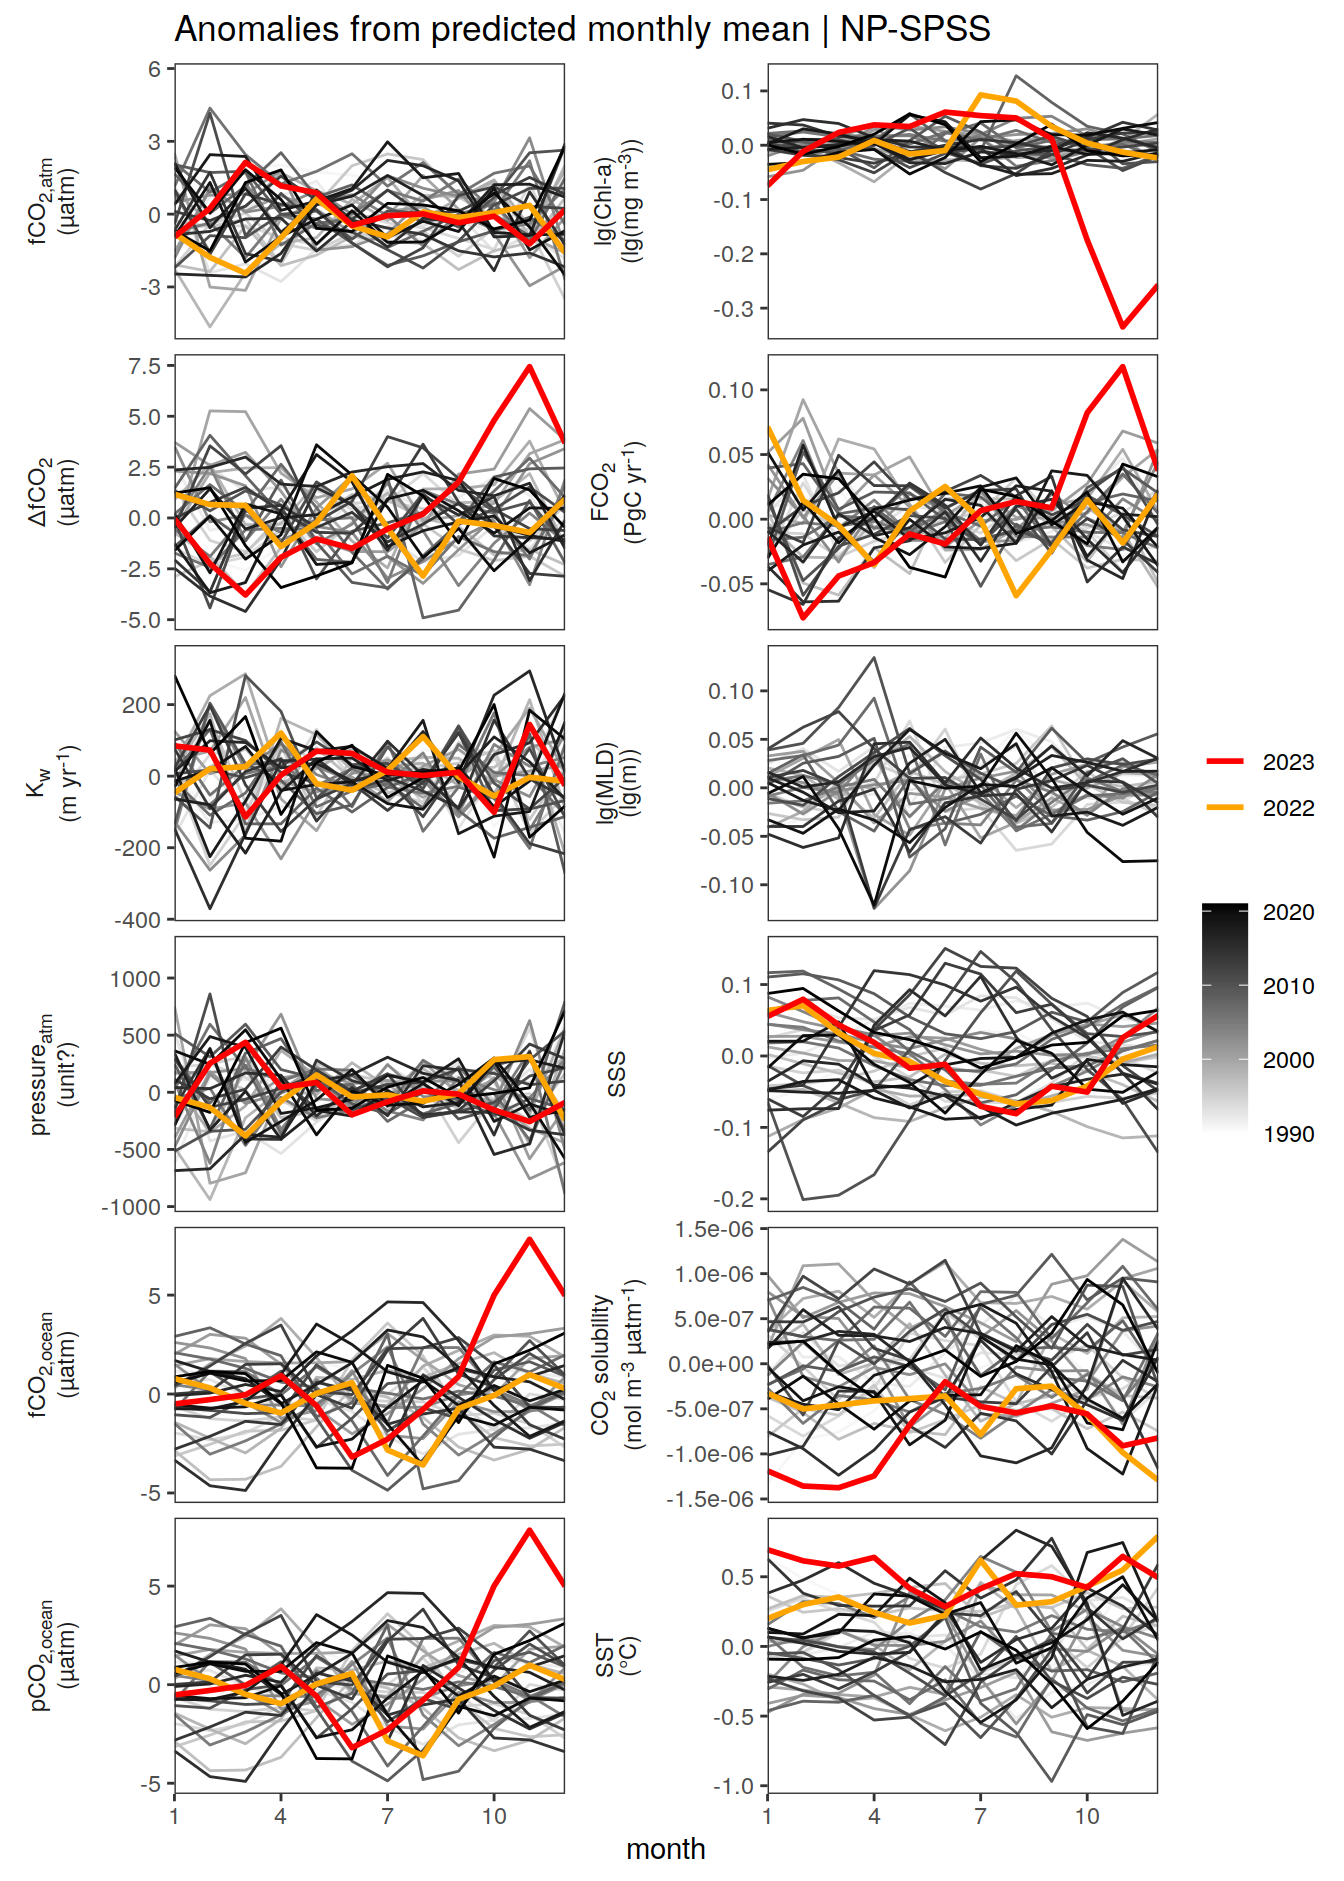 Anomalies from predicted monthly mean | NP-SPSS
fCO2,atm
(µatm)
6
3
0
-3
lg(Chl-a)
(lg(mg m-3))
0.1
0.0
-0.1
-0.2
-0.3
ΔfCO2
(µatm)
7.5
5.0
2.5
0.0
-2.5
-5.0
FCO2
(PgC yr-1)
0.10
0.05
0.00
-0.05
Kw
(m yr-1)
200
0
-200
-400
lg(MLD)
(lg(m))
0.10
0.05
0.00
-0.05
-0.10
pressureatm
(unit?)
1000
500
0
-500
-1000
SSS
0.1
0.0
-0.1
-0.2
fCO2,ocean
(µatm)
5
0
-5
CO2 solubility
(mol m-3 µatm-1)
1.5e-06
1.0e-06
5.0e-07
0.0e+00
-5.0e-07
-1.0e-06
-1.5e-06
pCO2,ocean
(µatm)
5
0
-5
SST
(°C)
0.5
0.0
-0.5
-1.0
1 4 7 10
1 4 7 10
month
2023
2022
2020
2010
2000
1990